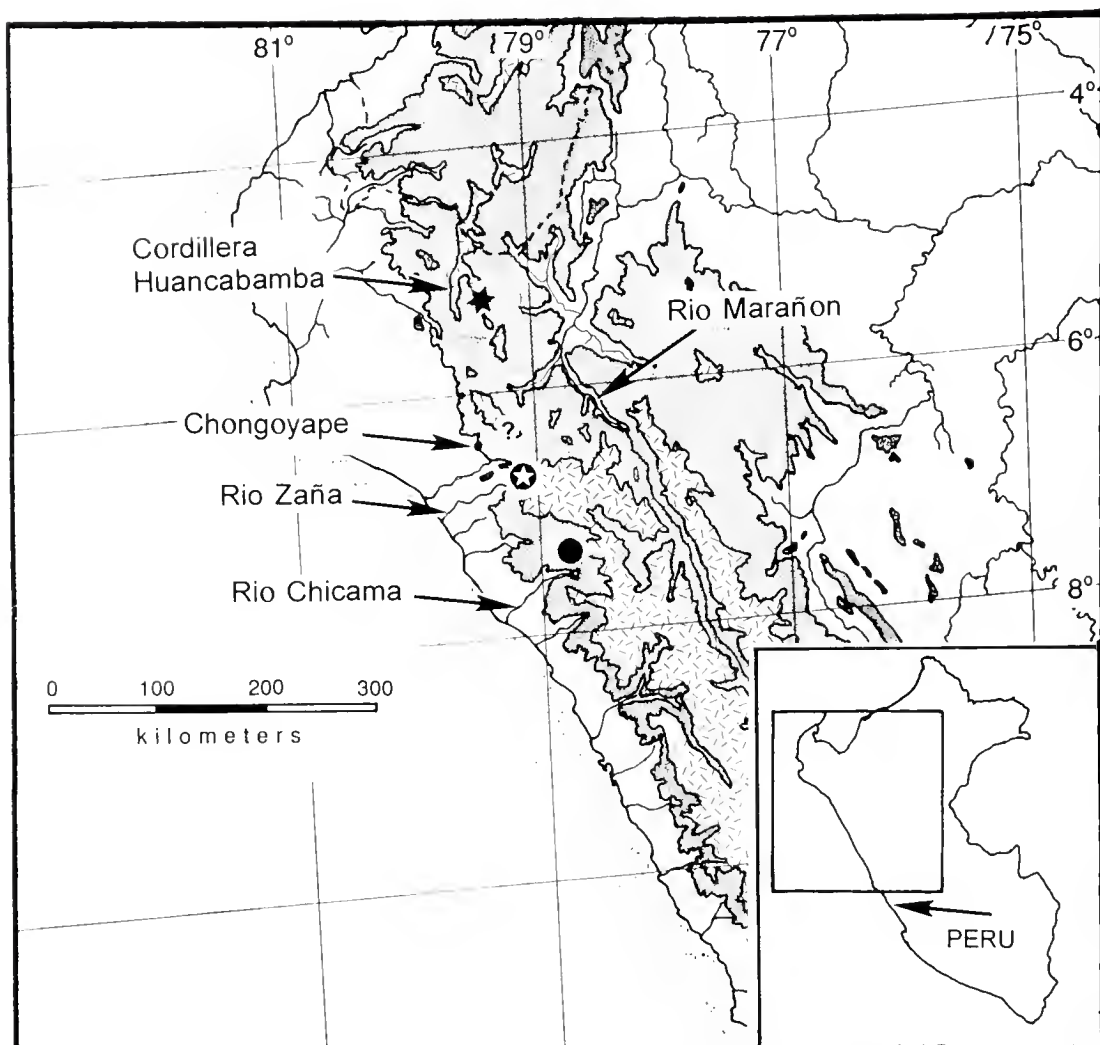 81°
79°
77°
75°
4°
Cordillera
Huancabamba
Rio Marañon
6°
Chongoyape
?
Rio Zaña
Rio Chicama
8°
0 100 200 300
kilometers
PERU